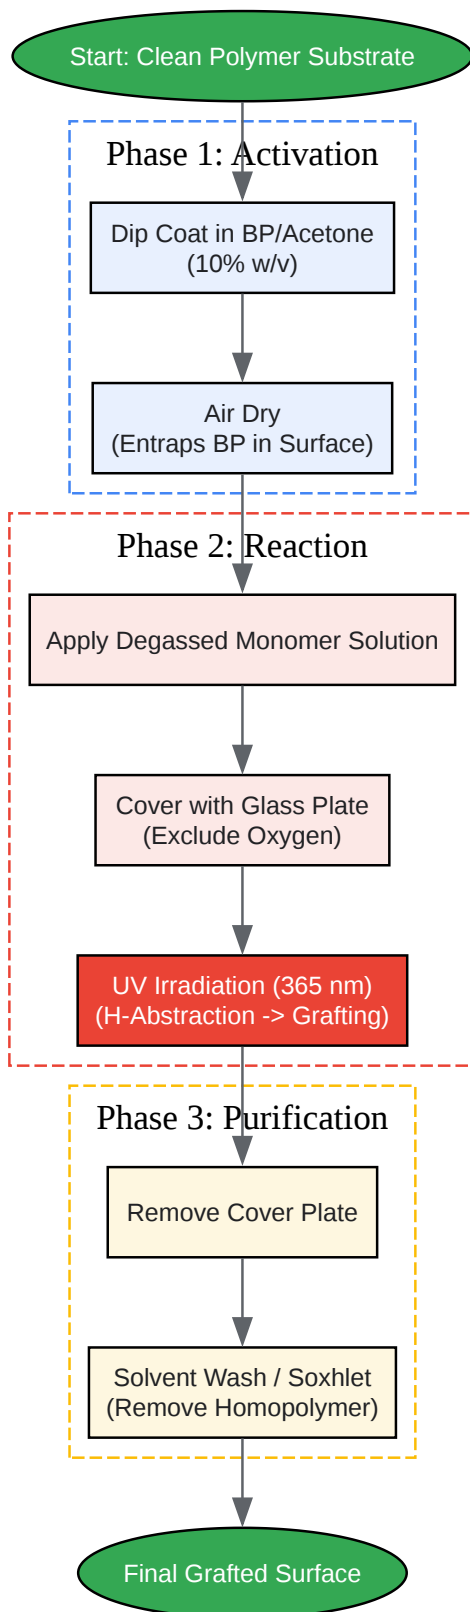 Start: Clean Polymer Substrate
Phase 1: Activation
Dip Coat in BP/Acetone
(10% w/v)
Air Dry
(Entraps BP in Surface)
Phase 2: Reaction
Apply Degassed Monomer Solution
Cover with Glass Plate
(Exclude Oxygen)
UV Irradiation (365 nm)
(H-Abstraction -> Grafting)
Phase 3: Purification
Remove Cover Plate
Solvent Wash / Soxhlet
(Remove Homopolymer)
Final Grafted Surface